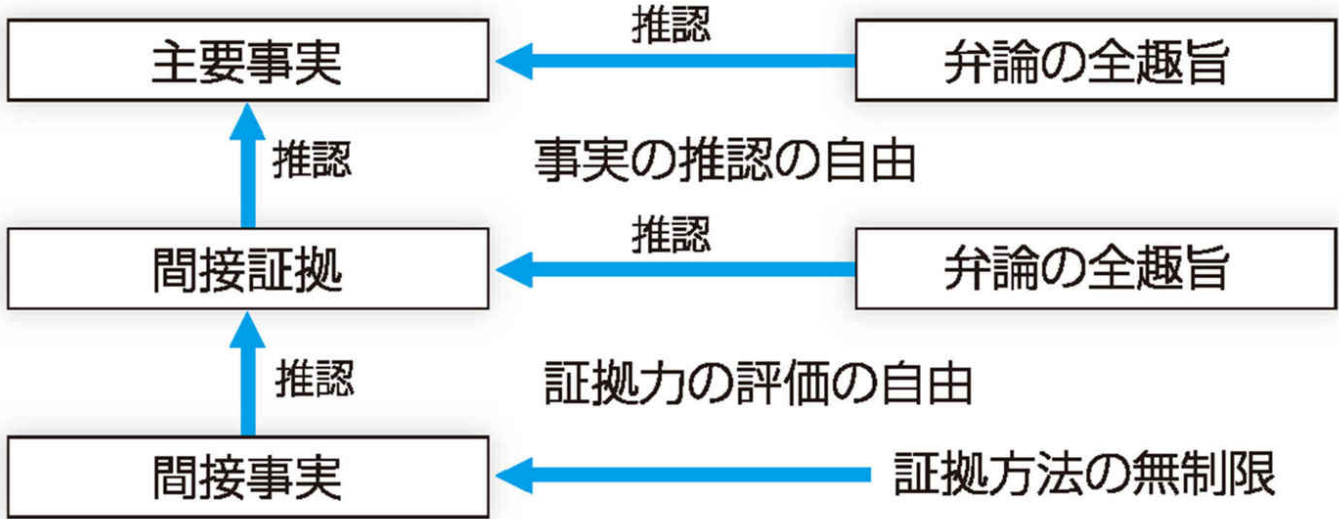 推認
主要事実
弁論の全趣旨
推認
事実の推認の自由
推認
間接証拠
弁論の全趣旨
推認
証拠力の評価の自由
間接事実
証拠方法の無制限